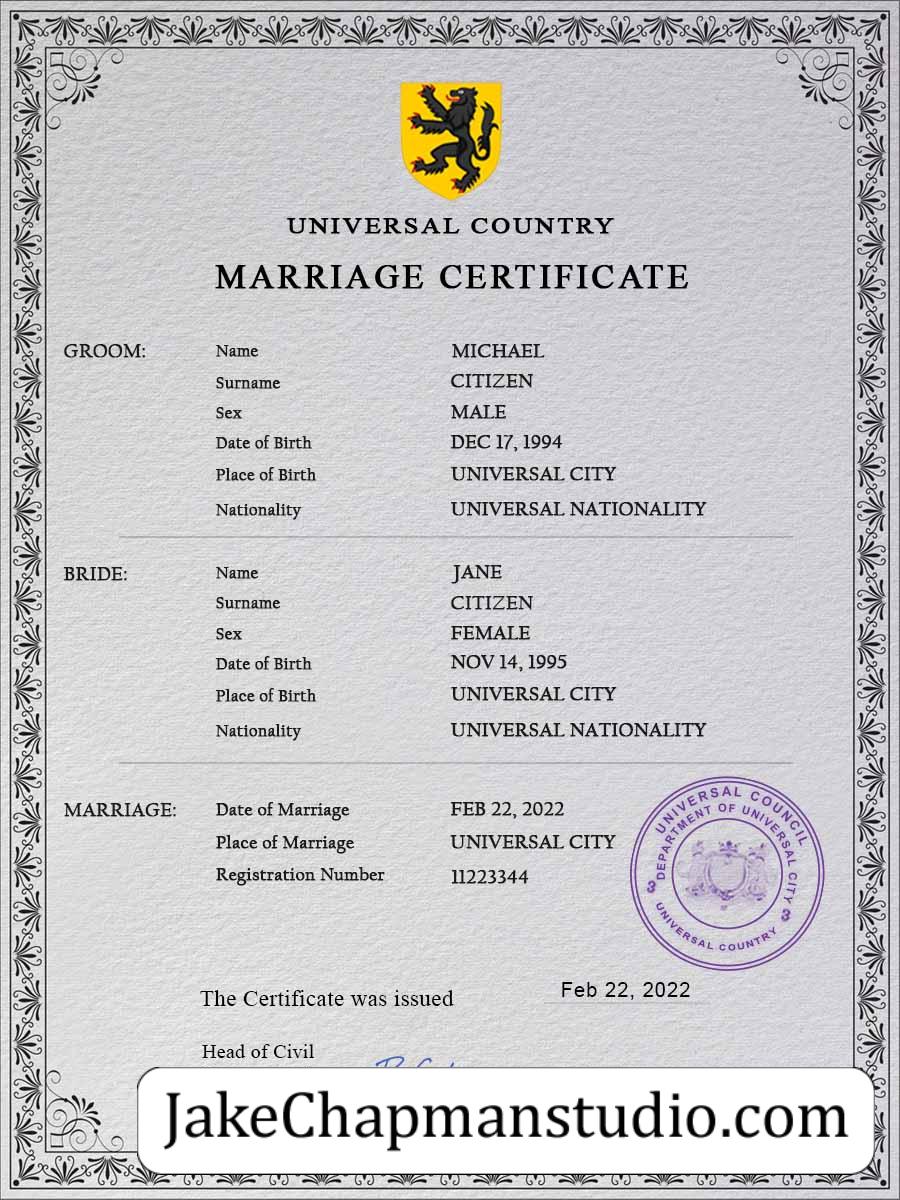 UNIVERSAL COUNTRY
MARRIAGE CERTIFICATE
GROOM: Name MICHAEL
Surname CITIZEN
Sex MALE
Date of Birth DEC 17, 1994
Place of Birth UNIVERSAL CITY
Nationality UNIVERSAL NATIONALITY
BRIDE: Name JANE
Surname CITIZEN
Sex FEMALE
Date of Birth NOV 14, 1995
Place of Birth UNIVERSAL CITY
Nationality UNIVERSAL NATIONALITY
MARRIAGE: Date of Marriage FEB 22, 2022
Place of Marriage UNIVERSAL CITY
Registration Number 11223344
UNIVERSAL COUNCIL
DEPARTMENT OF UNIVERSAL CITY
UNIVERSAL COUNTRY
The Certificate was issued Feb 22, 2022
Head of Civil
JakeChapmanstudio.com